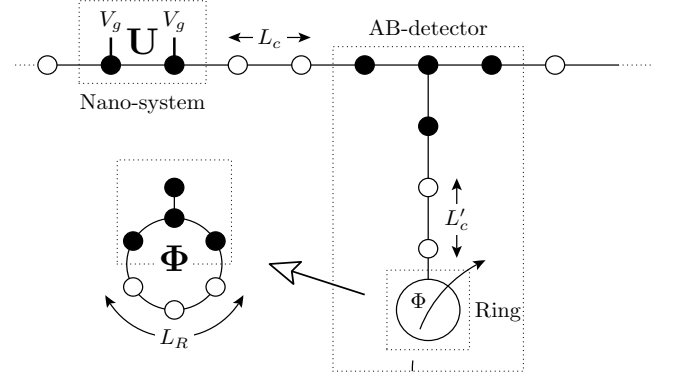 AB-detector
V_g U V_g
L_c
Nano-system
L'_c
Φ
Φ Ring
L_R